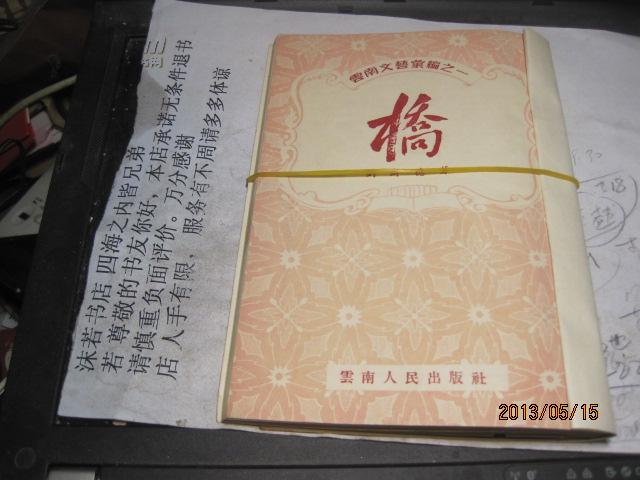 雲南文藝彙編之一
橋
雲南人民出版社
沫若书店 四海之内皆兄弟
若 尊敬的书友你好，本店承诺无条件退书
请慎重负面评价。万分感谢
店 人手有限， 服务有不周请多多体谅
2013/05/15